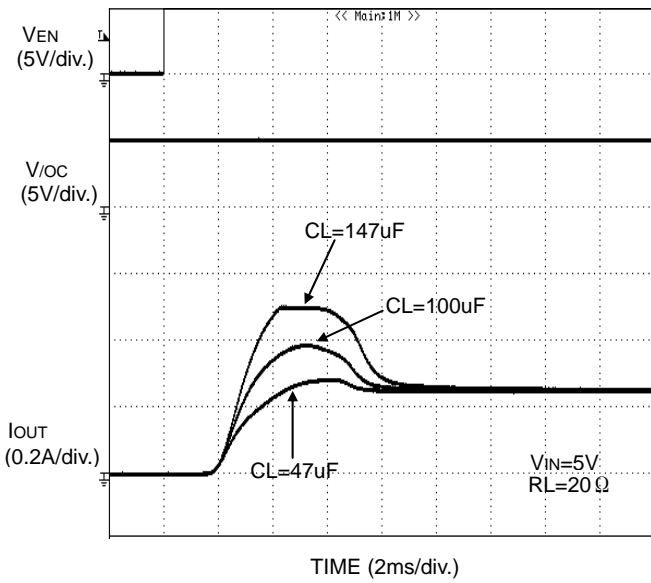 << Main:1M >>
VEN
(5V/div.)
V/OC
(5V/div.)
CL=147uF
CL=100uF
IOUT
(0.2A/div.)
CL=47uF
VIN=5V
RL=20Ω
TIME (2ms/div.)